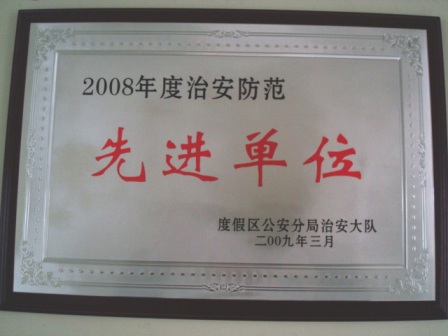 2008年度治安防范
先进单位
度假区公安分局治安大队
二00九年三月